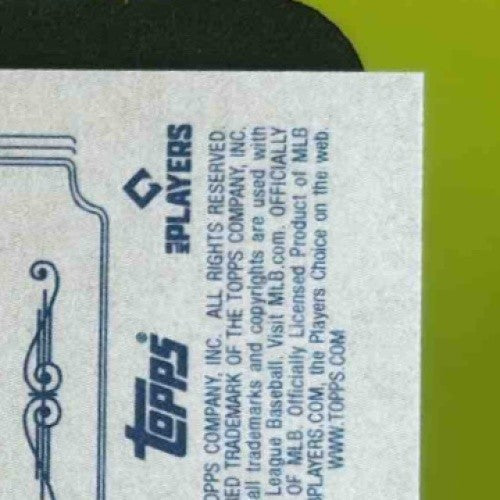 MLB PLAYERS
Topps®
OPPS COMPANY, INC. ALL RIGHTS RESERVED.
ED TRADEMARK OF THE TOPPS COMPANY, INC.
all trademarks and copyrights are used with
League Baseball. Visit MLB.com. OFFICIALLY
OF MLB. Officially Licensed Product of MLB
PLAYERS.COM, the Players Choice on the web.
WWW.TOPPS.COM